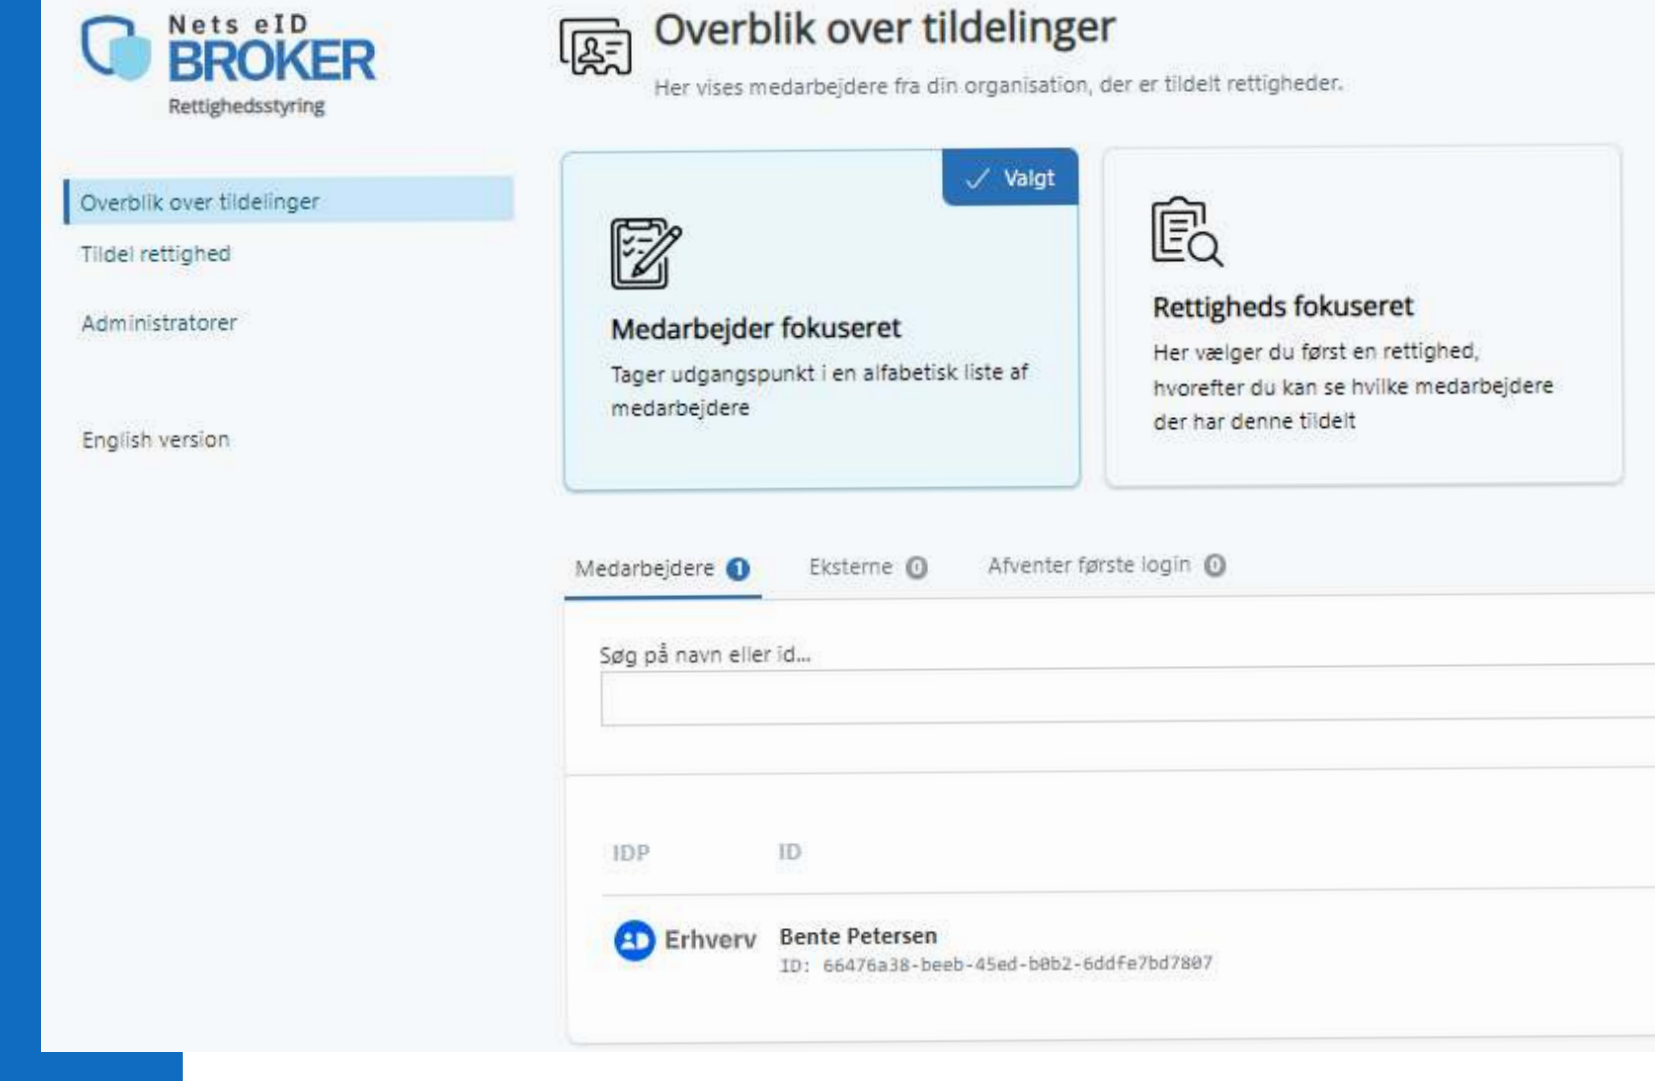 Nets eID
BROKER
Rettighedsstyring
Overblik over tildelinger
Tildel rettighed
Administratorer
English version
Overblik over tildelinger
Her vises medarbejdere fra din organisation, der er tildelt rettigheder.
Valgt
Medarbejder fokuseret
Tager udgangspunkt i en alfabetisk liste af
medarbejdere
Rettigheds fokuseret
Her vælger du først en rettighed,
hvorefter du kan se hvilke medarbejdere
der har denne tildelt
Medarbejdere 1 Eksterne 0 Afventer første login 0
Søg på navn eller id...
IDP ID
Erhverv Bente Petersen
ID: 66476a38-beeb-45ed-b0b2-6ddfe7bd7807